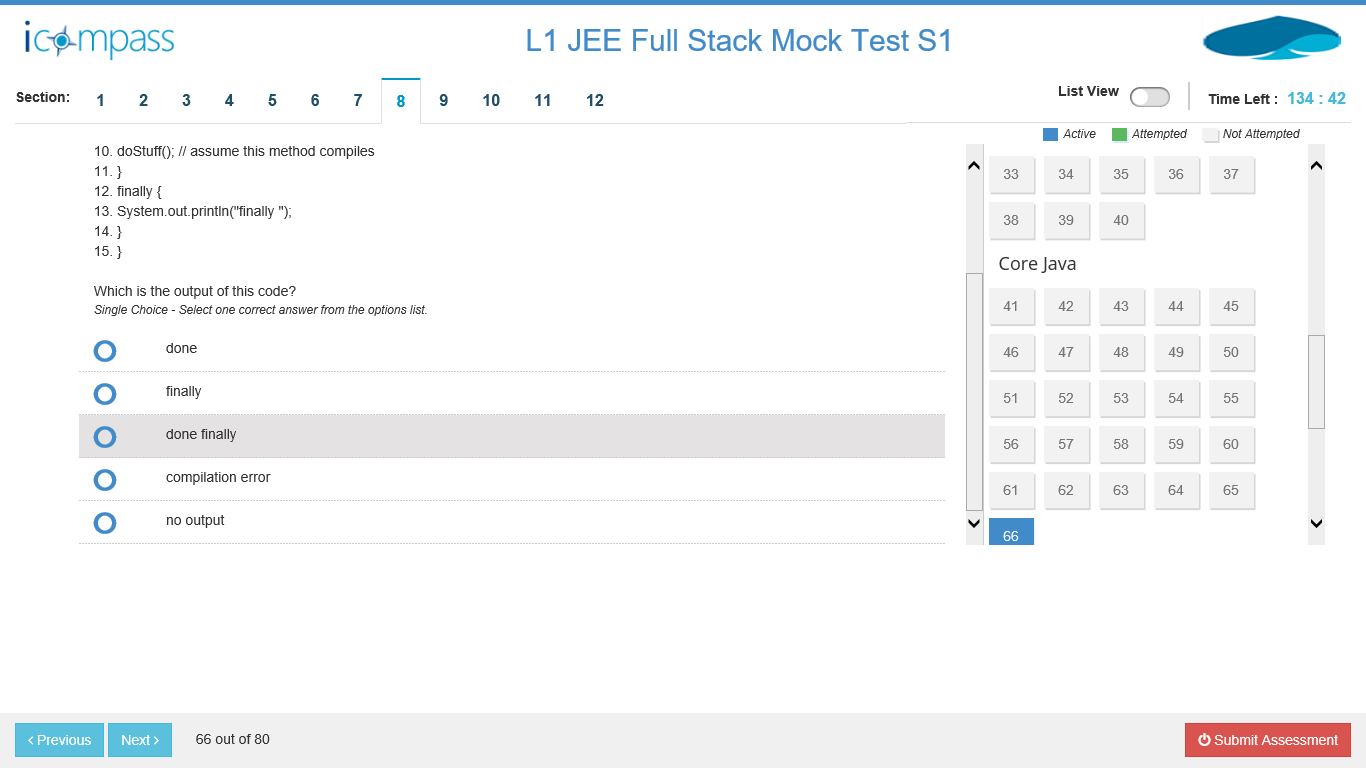 icompass
L1 JEE Full Stack Mock Test S1
Section: 1 2 3 4 5 6 7 8 9 10 11 12
List View
Time Left : 134 : 42
Active Attempted Not Attempted
10. doStuff(); // assume this method compiles
11. }
12. finally {
13. System.out.println("finally ");
14. }
15. }
Which is the output of this code?
Single Choice - Select one correct answer from the options list.
done
finally
done finally
compilation error
no output
33 34 35 36 37
38 39 40
Core Java
41 42 43 44 45
46 47 48 49 50
51 52 53 54 55
56 57 58 59 60
61 62 63 64 65
66
‹ Previous
Next ›
66 out of 80
Submit Assessment